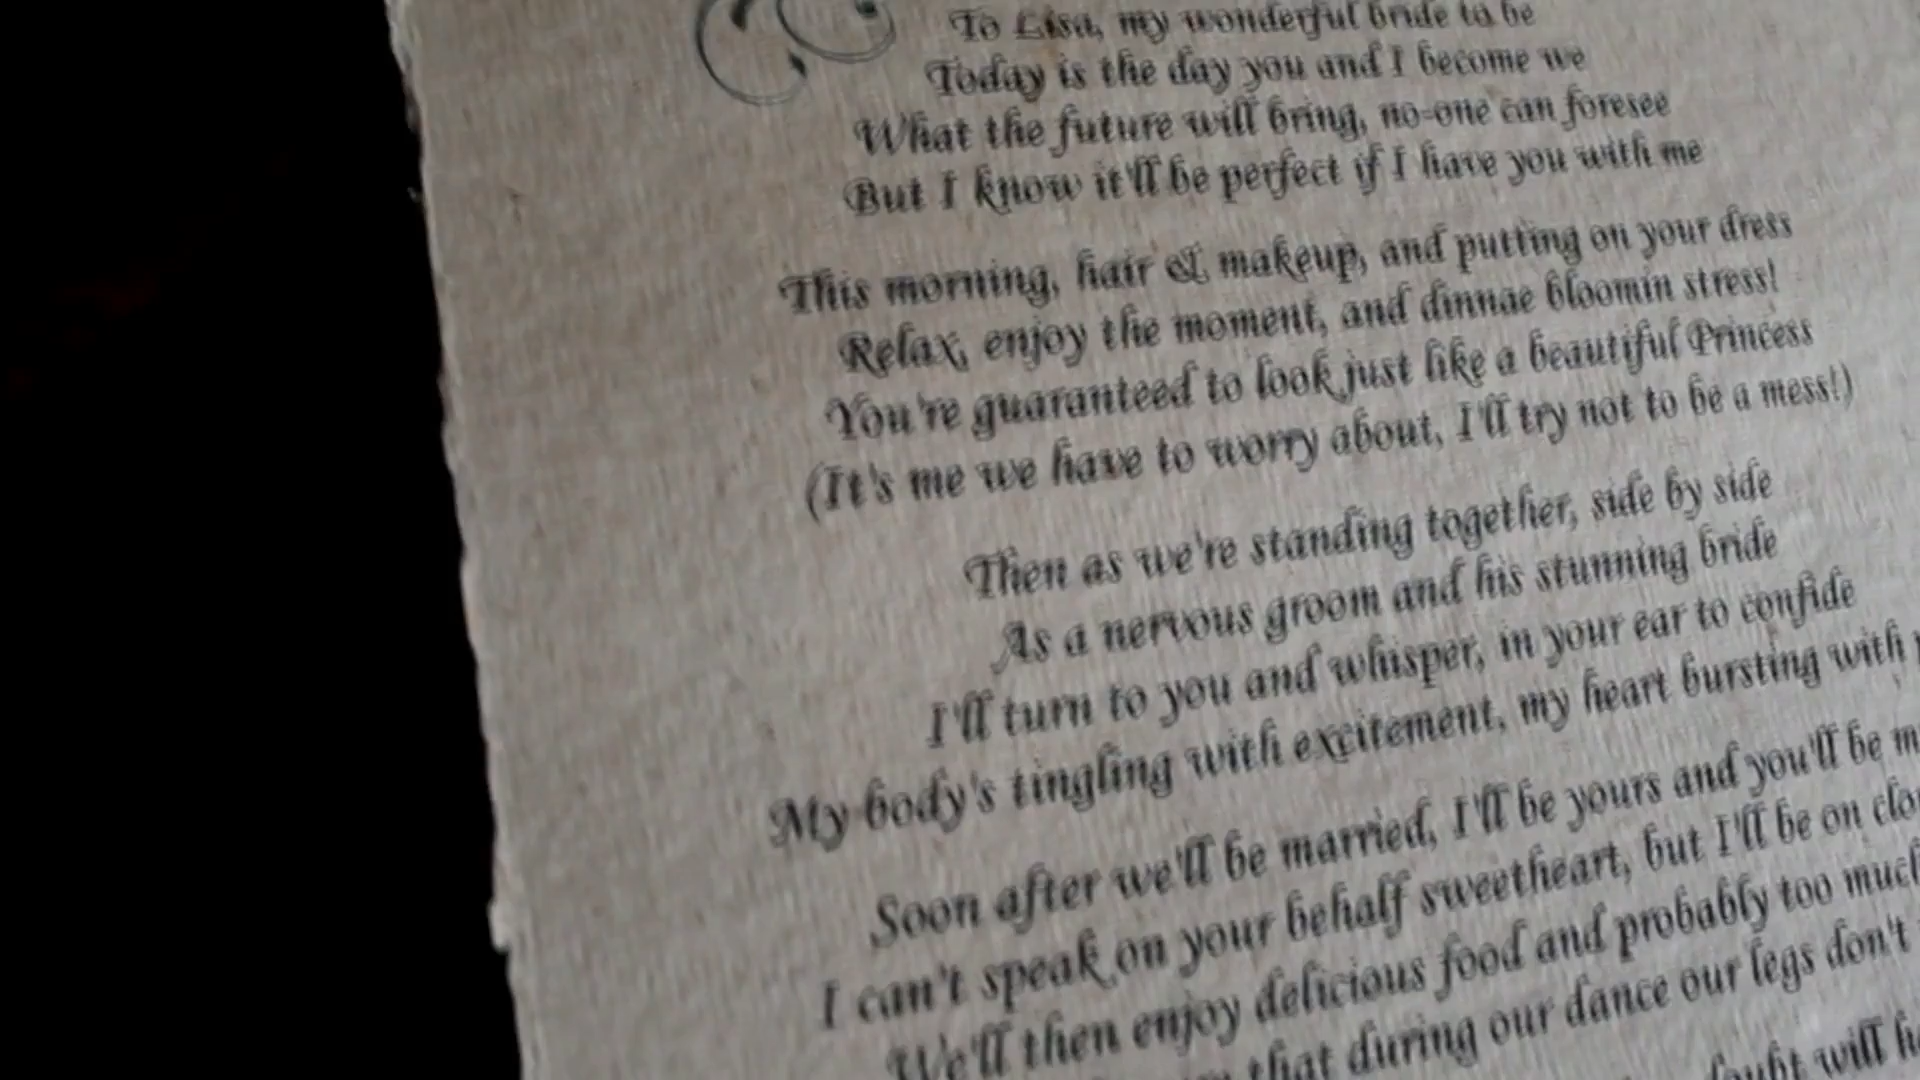 To Lisa, my wonderful bride to be
Today is the day you and I become we
What the future will bring, no-one can foresee
But I know it'll be perfect if I have you with me
This morning, hair & makeup, and putting on your dress
Relax, enjoy the moment, and dinnae bloomin stress!
You're guaranteed to look just like a beautiful Princess
(It's me we have to worry about, I'll try not to be a mess!)
Then as we're standing together, side by side
As a nervous groom and his stunning bride
I'll turn to you and whisper, in your ear to confide
My body's tingling with excitement, my heart bursting with
Soon after we'll be married, I'll be yours and you'll be
I can't speak on your behalf sweetheart, but I'll be on
We'll then enjoy delicious food and probably too much
that during our dance our legs don't
doubt will